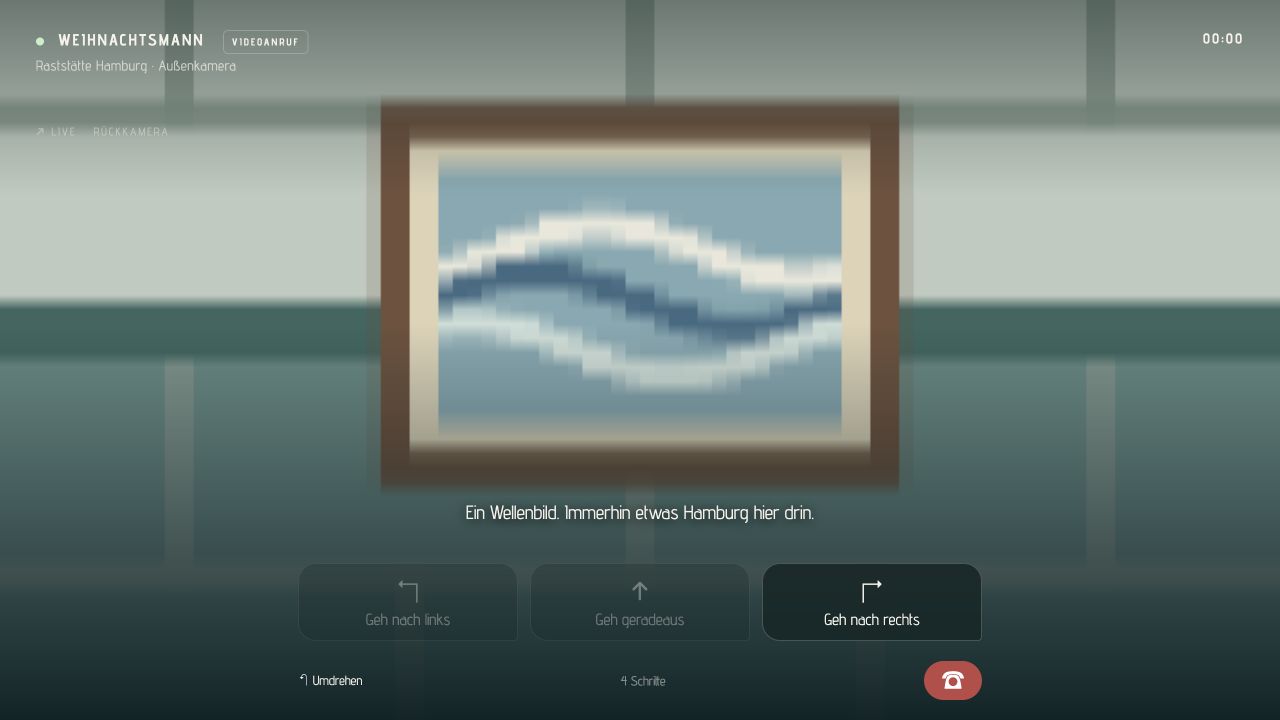 WEIHNACHTSMANN VIDEOANRUF
00:00
Raststätte Hamburg · Außenkamera
LIVE RÜCKKAMERA
Ein Wellenbild. Immerhin etwas Hamburg hier drin.
Geh nach links
Geh geradeaus
Geh nach rechts
Umdrehen
4 Schritte